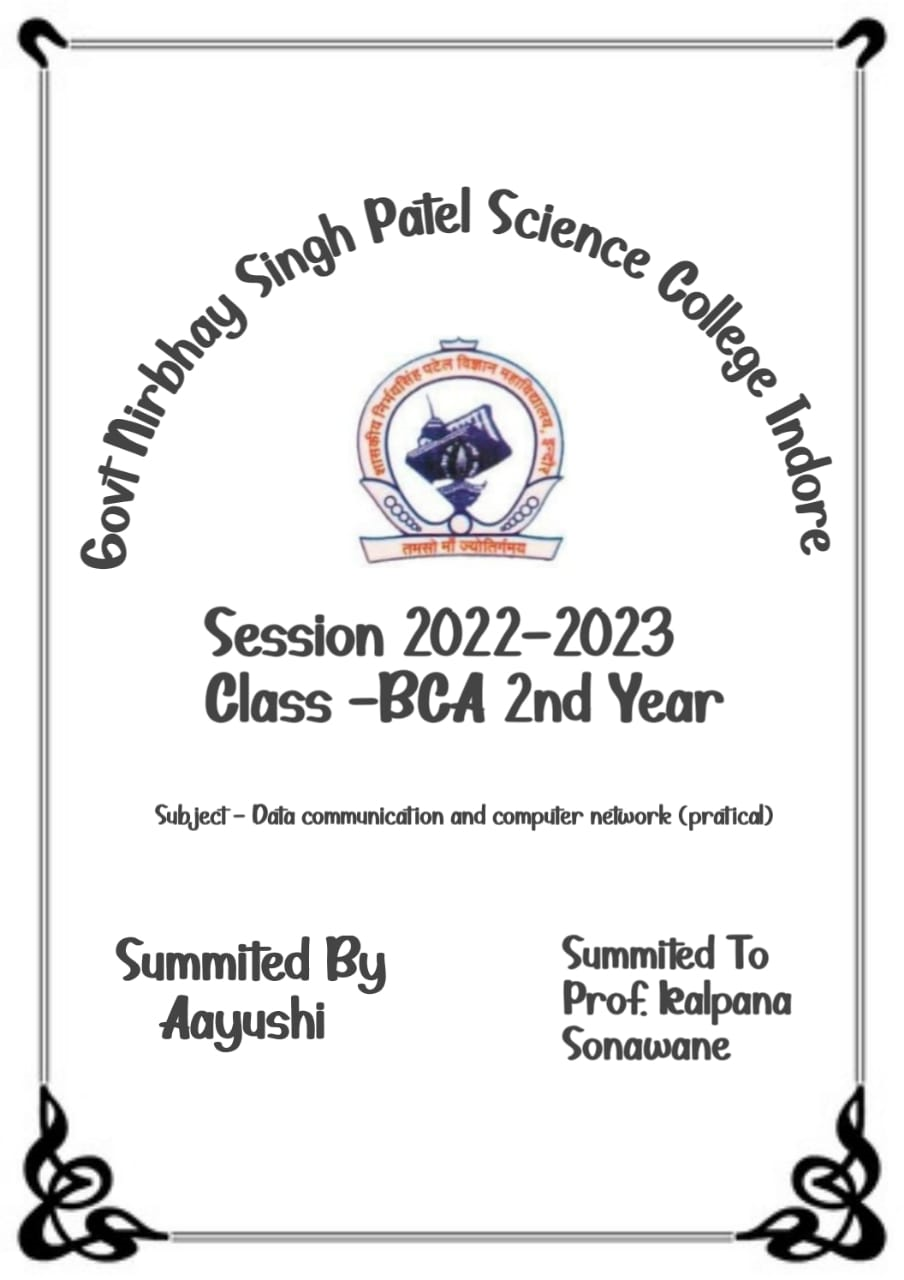 Govt Nirbhay Singh Patel Science College Indore
शासकीय निर्भयसिंह पटेल विज्ञान महाविद्यालय, इन्दौर
तमसो माँ ज्योतिर्गमय
Session 2022-2023
Class -BCA 2nd Year
Subject - Data communication and computer network (pratical)
Summited By
Aayushi
Summited To
Prof. Kalpana
Sonawane